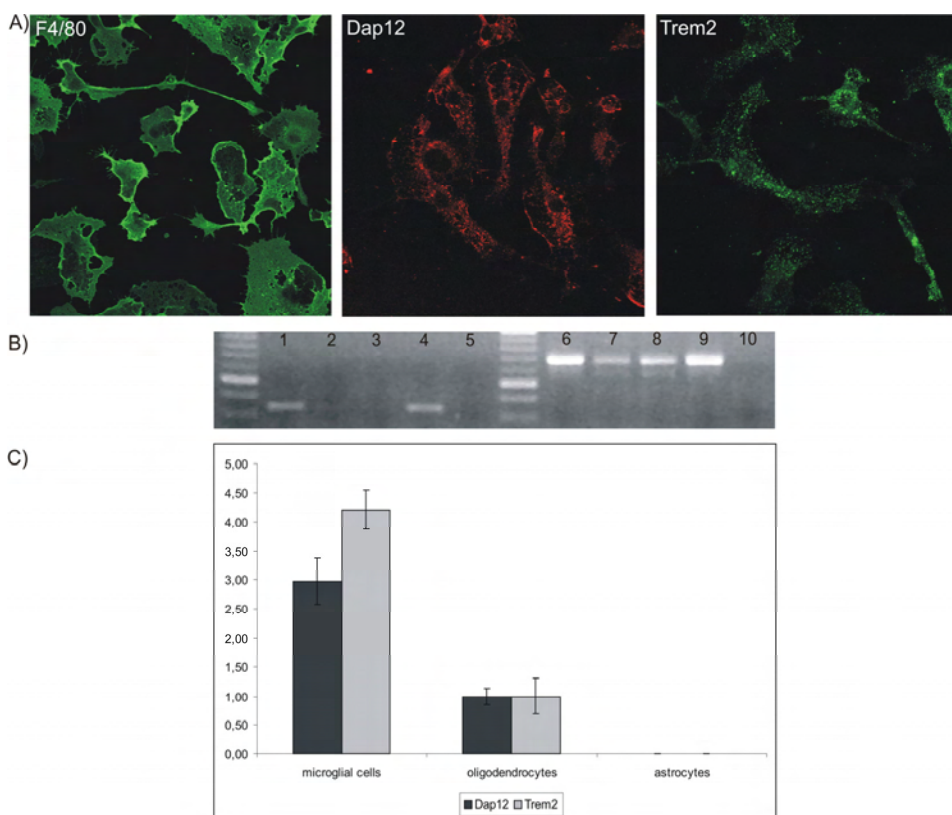 A)
F4/80
Dap12
Trem2
B)
1 2 3 4 5 6 7 8 9 10
C)
5,00
4,50
4,00
3,50
3,00
2,50
2,00
1,50
1,00
0,50
0,00
microglial cells oligodendrocytes astrocytes
Dap12 Trem2